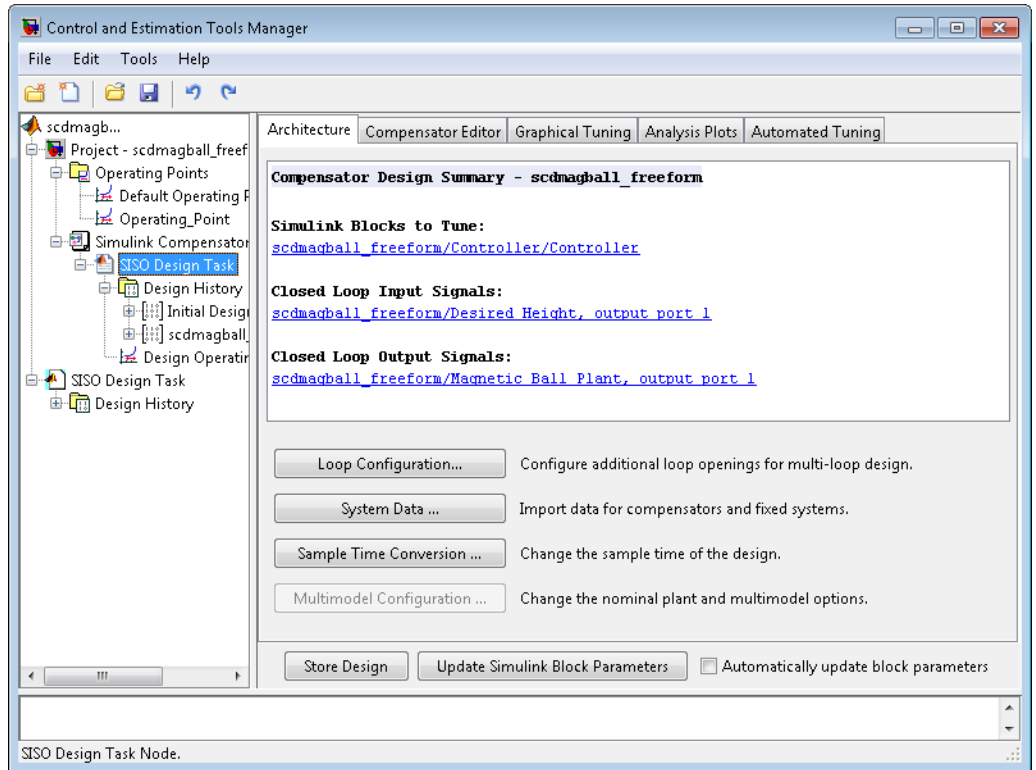 Control and Estimation Tools Manager
File Edit Tools Help
scdmagb...
Project - scdmagball_freef
Operating Points
Default Operating P
Operating_Point
Simulink Compensator
SISO Design Task
Design History
Initial Desig
scdmagball_
Design Operatin
SISO Design Task
Design History
Architecture Compensator Editor Graphical Tuning Analysis Plots Automated Tuning
Compensator Design Summary - scdmagball_freeform
Simulink Blocks to Tune:
scdmagball_freeform/Controller/Controller
Closed Loop Input Signals:
scdmagball_freeform/Desired Height, output port 1
Closed Loop Output Signals:
scdmagball_freeform/Magnetic Ball Plant, output port 1
Loop Configuration... Configure additional loop openings for multi-loop design.
System Data ... Import data for compensators and fixed systems.
Sample Time Conversion ... Change the sample time of the design.
Multimodel Configuration ... Change the nominal plant and multimodel options.
Store Design Update Simulink Block Parameters Automatically update block parameters
SISO Design Task Node.